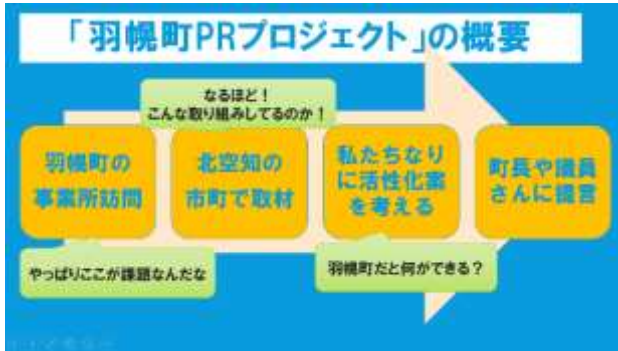 「羽幌町PRプロジェクト」の概要
なるほど！
こんな取り組みしてるのか！
羽幌町の
事業所訪問
北空知の
市町で取材
私たちなり
に活性化案
を考える
町長や議員
さんに提言
やっぱりここが課題なんだな
羽幌町だと何ができる？